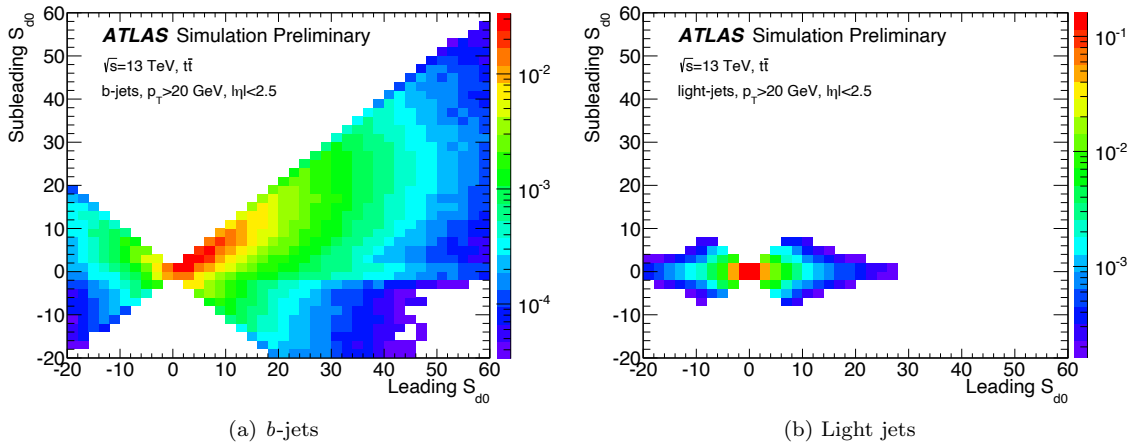 ATLAS Simulation Preliminary
√s=13 TeV, tt̄
b-jets, p_T>20 GeV, |η|<2.5
Subleading S_d0
60
50
40
30
20
10
0
-10
-20
-20 -10 0 10 20 30 40 50 60
Leading S_d0
10^-2
10^-3
10^-4
(a) b-jets
ATLAS Simulation Preliminary
√s=13 TeV, tt̄
light-jets, p_T>20 GeV, |η|<2.5
Subleading S_d0
60
50
40
30
20
10
0
-10
-20
-20 -10 0 10 20 30 40 50 60
Leading S_d0
10^-1
10^-2
10^-3
(b) Light jets